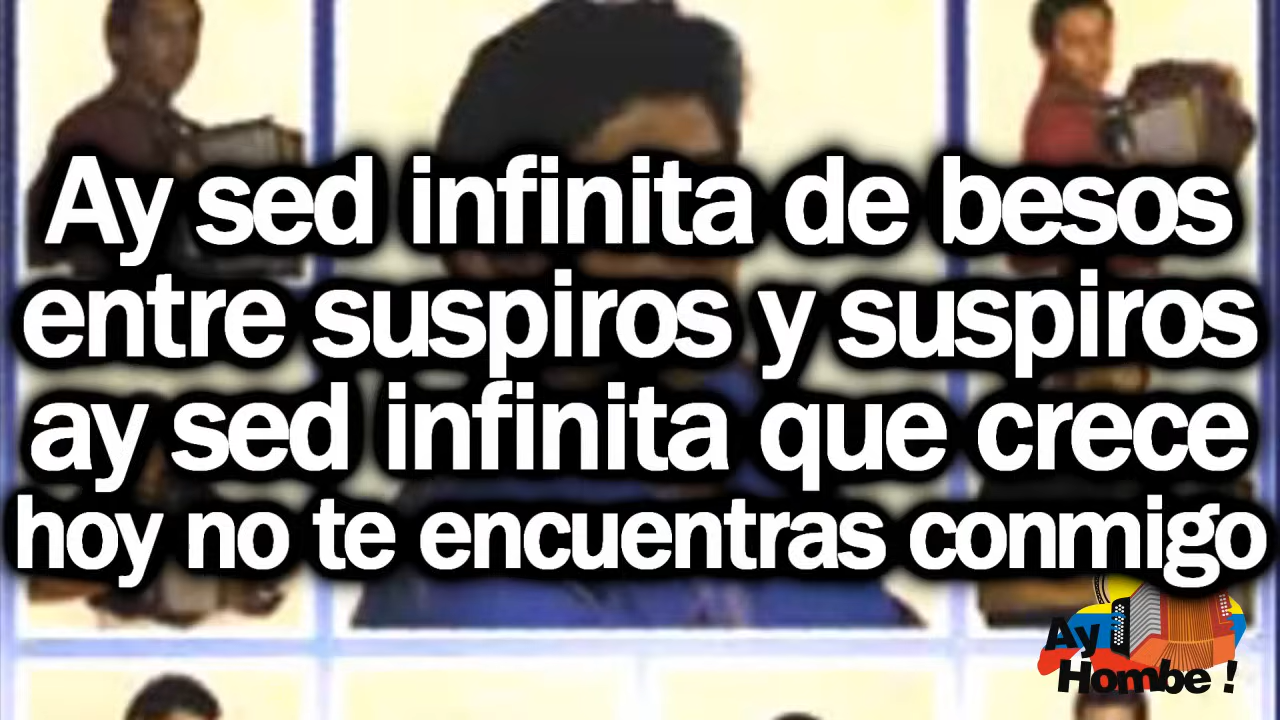 Ay sed infinita de besos
entre suspiros y suspiros
ay sed infinita que crece
hoy no te encuentras conmigo
Ay
Hombe !